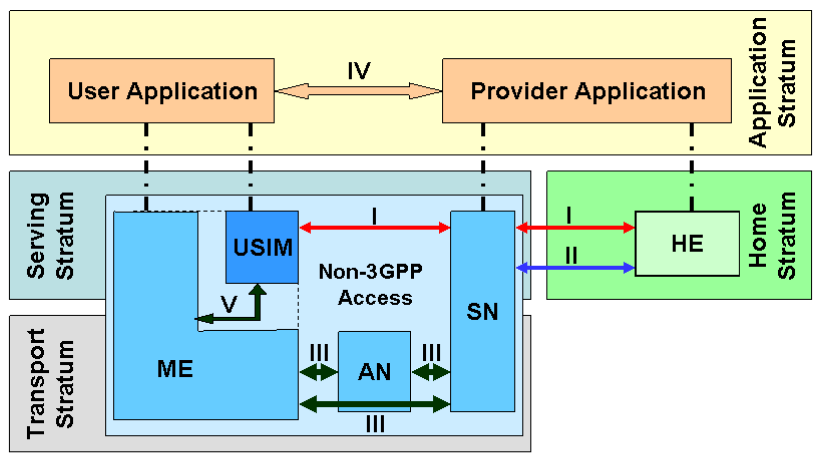 Application
Stratum
IV
User Application
Provider Application
Serving
Stratum
I
I
USIM
HE
II
Non-3GPP
Access
Home
Stratum
V
SN
III
III
ME
AN
III
Transport
Stratum